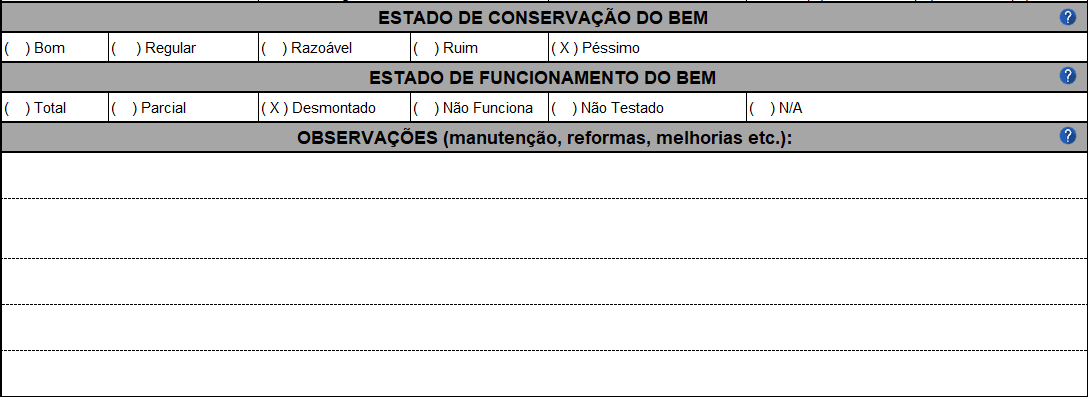 ESTADO DE CONSERVAÇÃO DO BEM ?
( ) Bom ( ) Regular ( ) Razoável ( ) Ruim ( X ) Péssimo
ESTADO DE FUNCIONAMENTO DO BEM ?
( ) Total ( ) Parcial ( X ) Desmontado ( ) Não Funciona ( ) Não Testado ( ) N/A
OBSERVAÇÕES (manutenção, reformas, melhorias etc.): ?